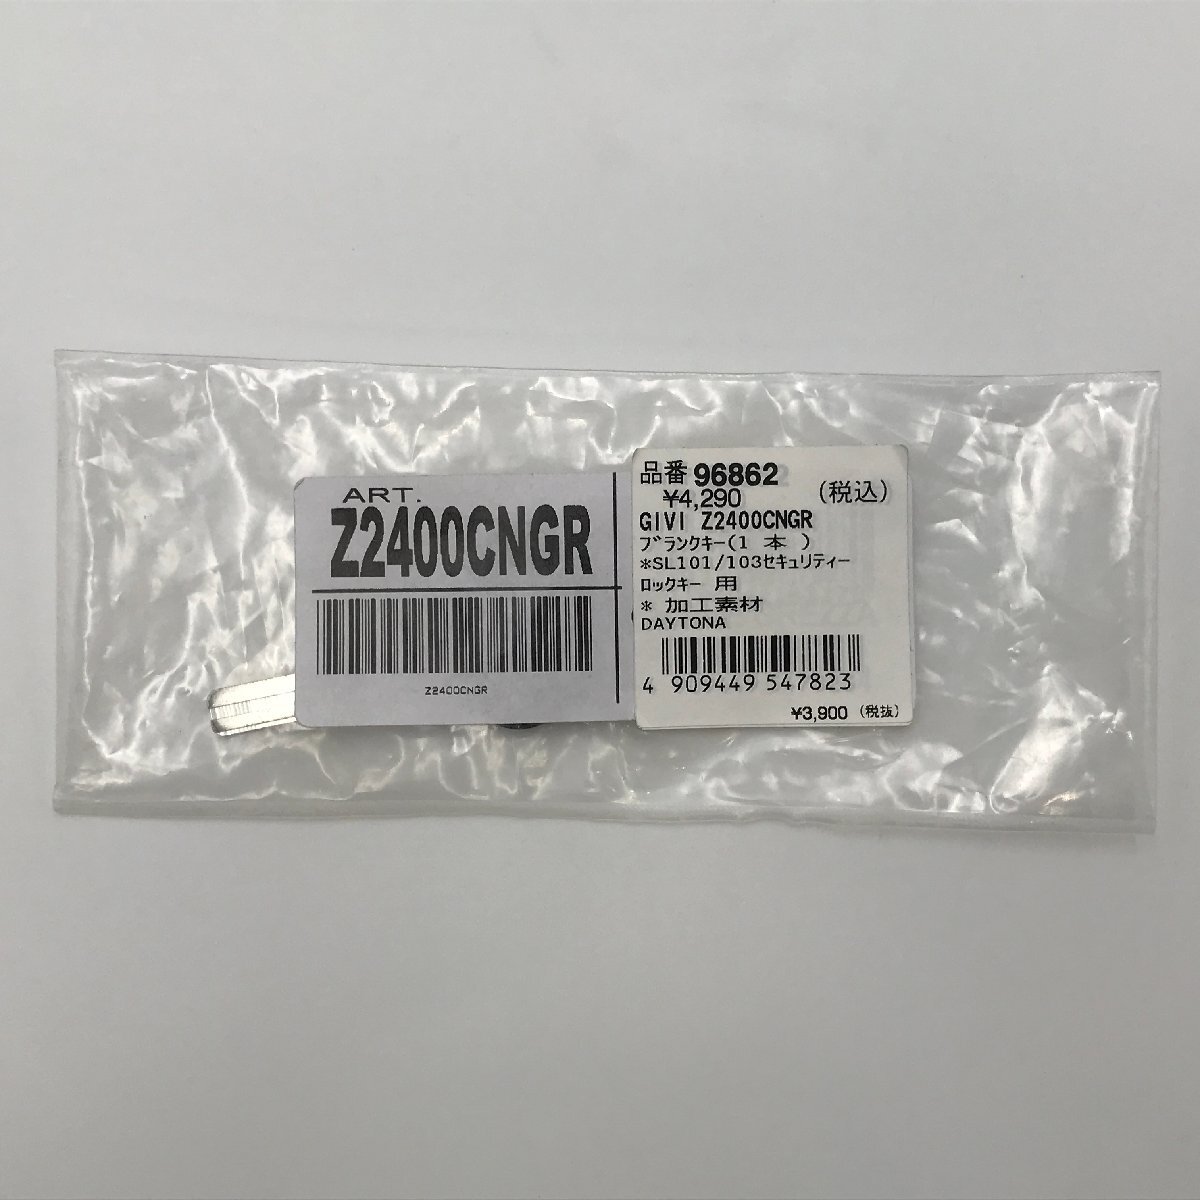 ART.
Z2400CNGR
Z2400CNGR
品番 96862
¥4,290 (税込)
GIVI Z2400CNGR
ブランクキー(1 本 )
*SL101/103セキュリティー
ロックキー 用
* 加工素材
DAYTONA
4 909449 547823
¥3,900 (税抜)